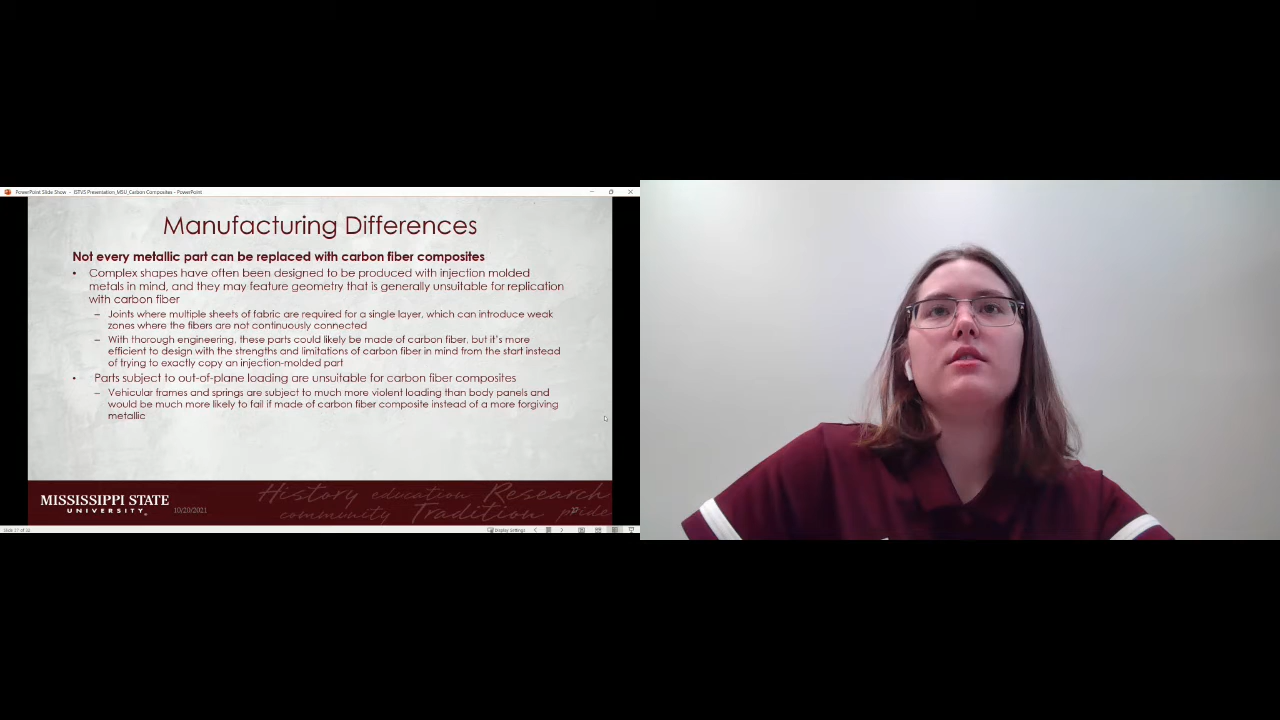 PowerPoint Slide Show - ISTVS Presentation_MSU_Carbon Composites - PowerPoint
Manufacturing Differences
Not every metallic part can be replaced with carbon fiber composites
• Complex shapes have often been designed to be produced with injection molded
metals in mind, and they may feature geometry that is generally unsuitable for replication
with carbon fiber
– Joints where multiple sheets of fabric are required for a single layer, which can introduce weak
zones where the fibers are not continuously connected
– With thorough engineering, these parts could likely be made of carbon fiber, but it's more
efficient to design with the strengths and limitations of carbon fiber in mind from the start instead
of trying to exactly copy an injection-molded part
• Parts subject to out-of-plane loading are unsuitable for carbon fiber composites
– Vehicular frames and springs are subject to much more violent loading than body panels and
would be much more likely to fail if made of carbon fiber composite instead of a more forgiving
metallic
History education Research
MISSISSIPPI STATE
UNIVERSITY
10/20/2021
community Tradition pride
Display Settings